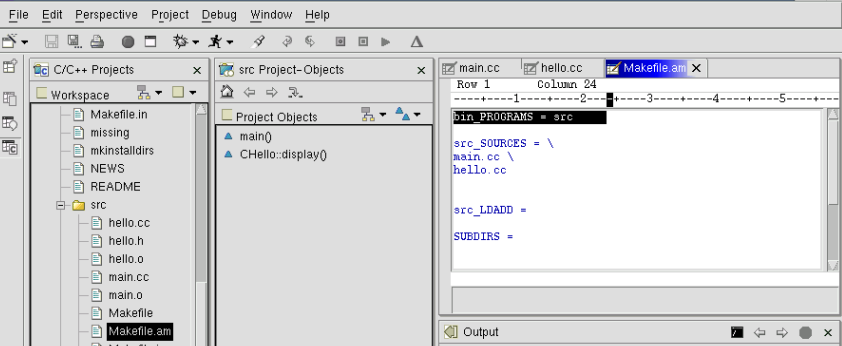 File Edit Perspective Project Debug Window Help
C/C++ Projects
Workspace
Makefile.in
missing
mkinstalldirs
NEWS
README
src
hello.cc
hello.h
hello.o
main.cc
main.o
Makefile
Makefile.am
src Project-Objects
Project Objects
main()
CHello::display()
main.cc hello.cc Makefile.am
Row 1 Column 24
----+----1----+----2----+----3----+----4----+----5----+---
bin_PROGRAMS = src
src_SOURCES = \
main.cc \
hello.cc
src_LDADD =
SUBDIRS =
Output